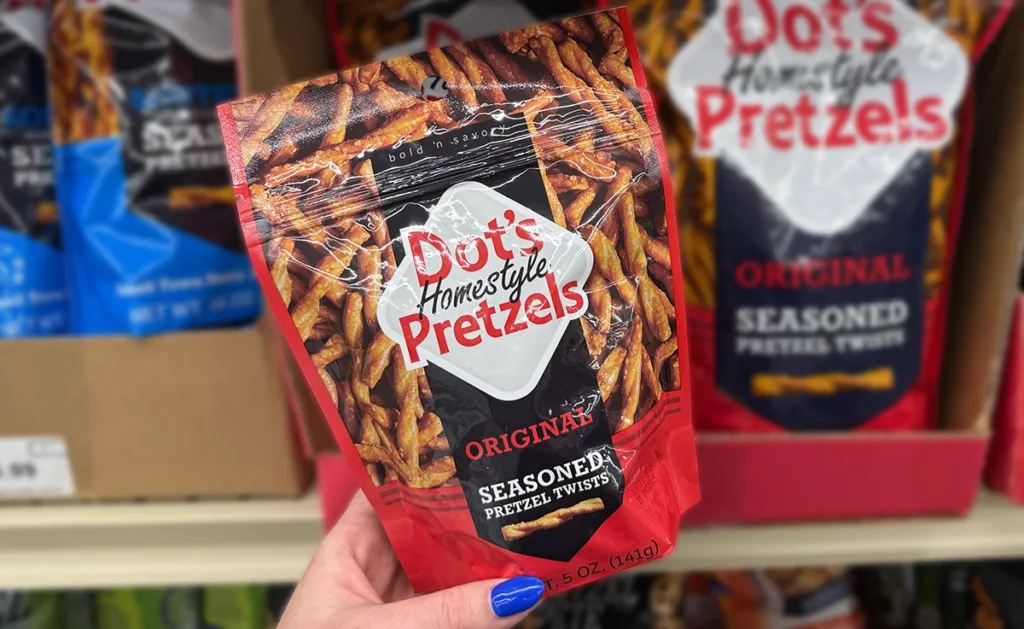 bold 'n savory
Dot's
Homestyle
Pretzels
ORIGINAL
SEASONED
PRETZEL TWISTS
T. 5 OZ. (141g)
Dot's
Homestyle
Pretzels
ORIGINAL
SEASONED
PRETZEL TWISTS
.99